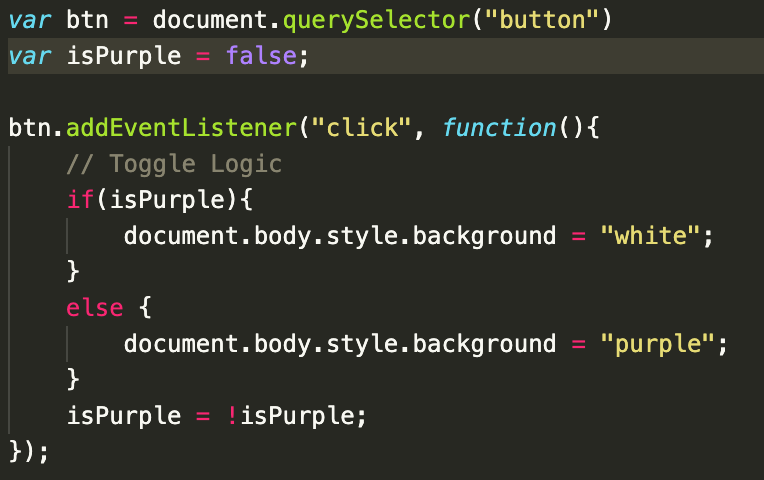 var btn = document.querySelector("button")
var isPurple = false;
btn.addEventListener("click", function(){
    // Toggle Logic
    if(isPurple){
        document.body.style.background = "white";
    }
    else {
        document.body.style.background = "purple";
    }
    isPurple = !isPurple;
});